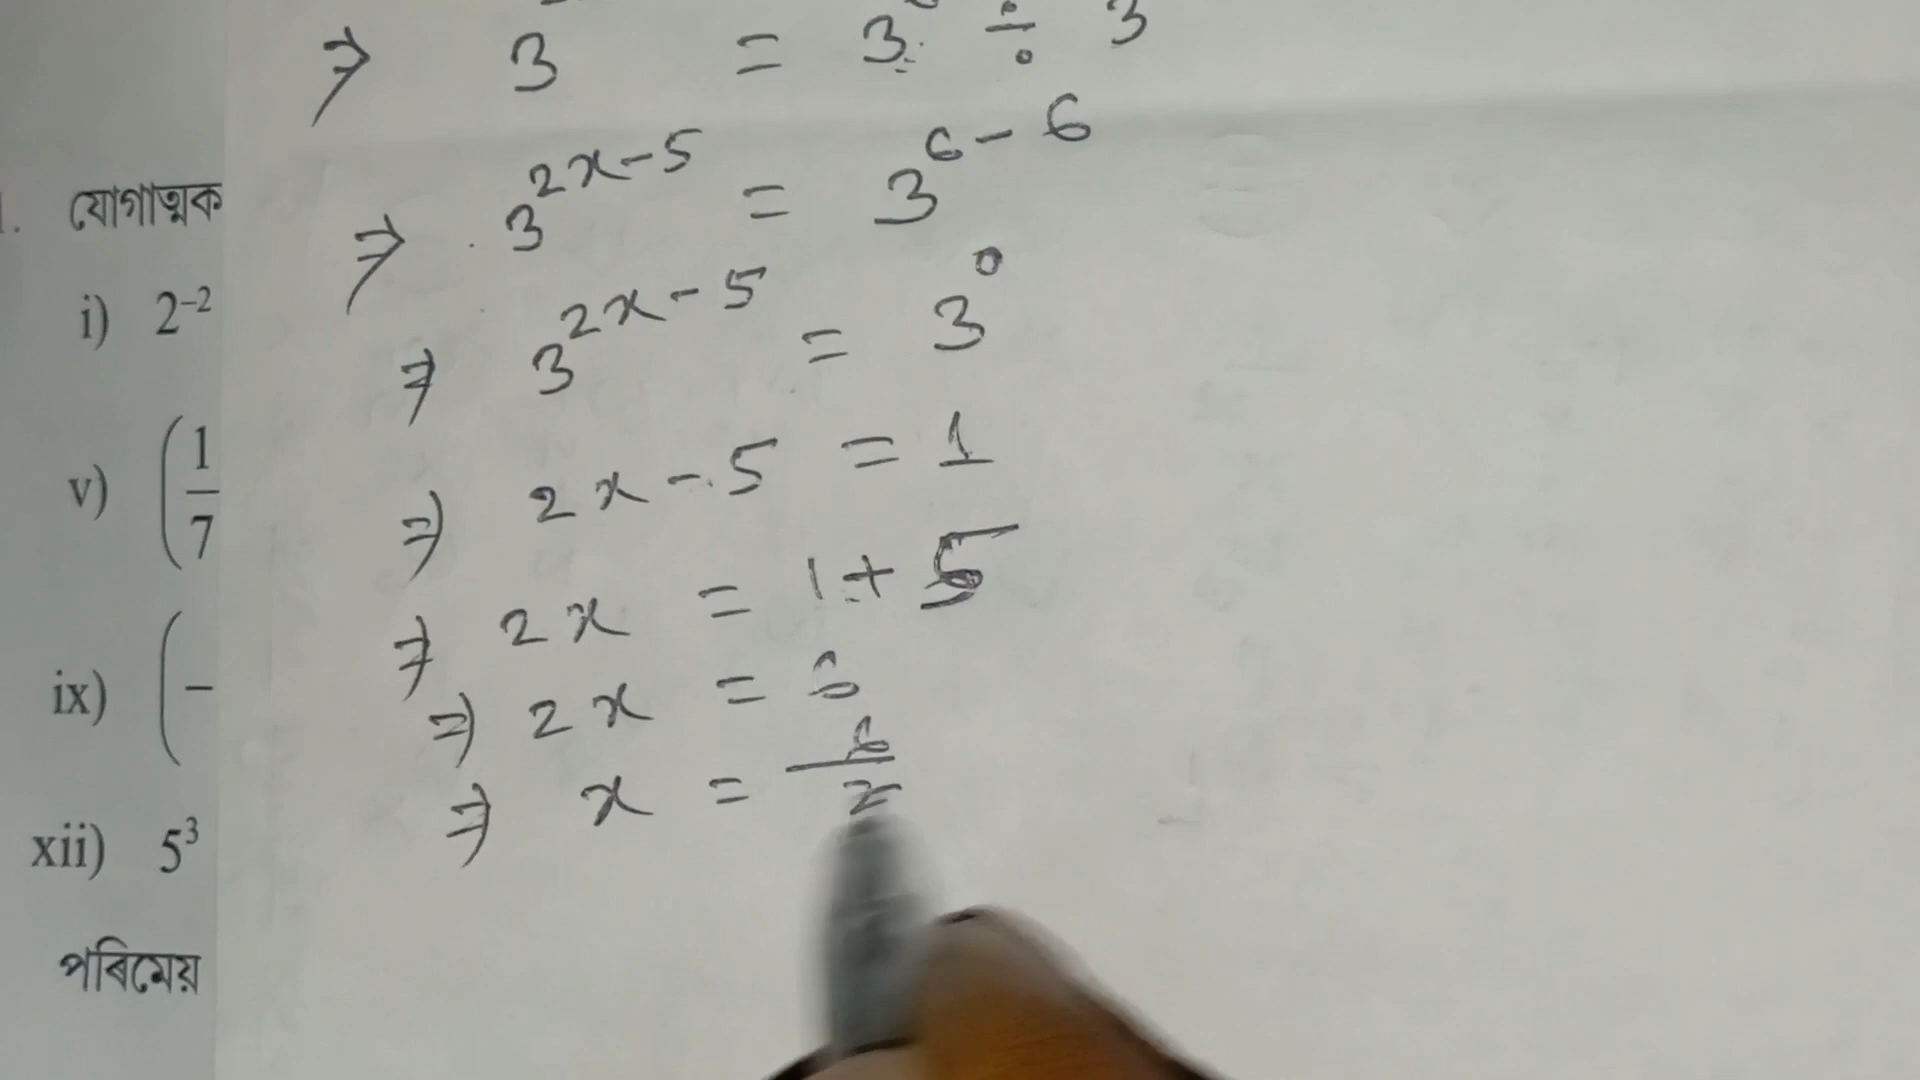 ⇒ 3 = 3 ÷ 3
⇒ 3^{2x-5} = 3^{6-6}
⇒ 3^{2x-5} = 3^0
⇒ 2x - 5 = 1
⇒ 2x = 1 + 5
⇒ 2x = 6
⇒ x = 6/2
1. যোগাত্মক
i) 2^{-2}
v) (1/7
ix) (-
xii) 5^3
পৰিমেয়